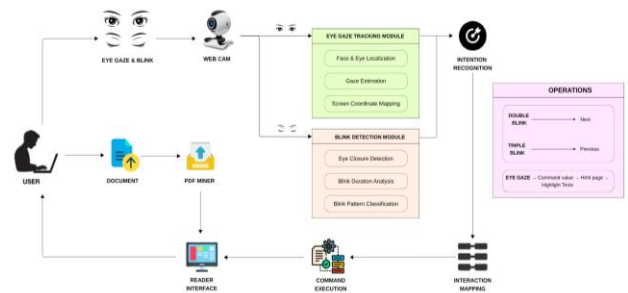 EYE GAZE & BLINK
WEB CAM
EYE GAZE TRACKING MODULE
Face & Eye Localization
Gaze Estimation
Screen Coordinate Mapping
INTENTION
RECOGNITION
OPERATIONS
DOUBLE
BLINK
Next
TRIPLE
BLINK
Previous
EYE GAZE
Command value
Html page
Highlight Texts
BLINK DETECTION MODULE
Eye Closure Detection
Blink Duration Analysis
Blink Pattern Classification
USER
DOCUMENT
PDF MINER
READER
INTERFACE
COMMAND
EXECUTION
INTERACTION
MAPPING